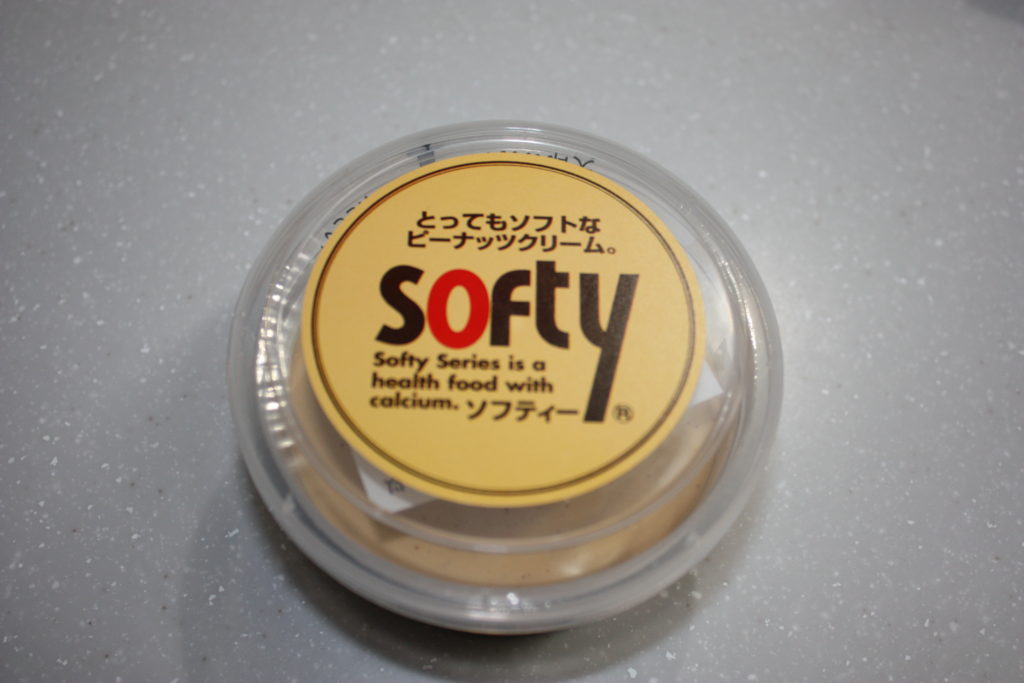 とってもソフトな
ピーナッツクリーム。
softy
Softy Series is a
health food with
calcium. ソフティー®